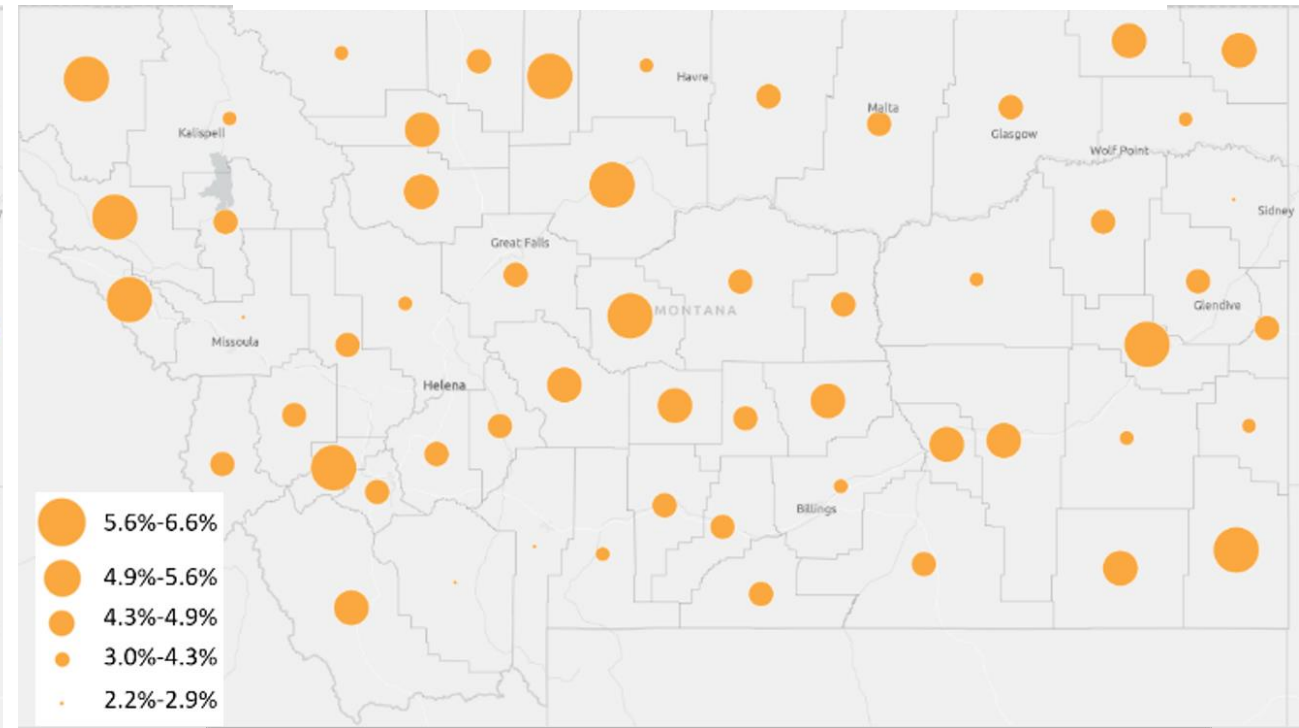 Havre
Malta
Kalispell
Glasgow
Wolf Point
Sidney
Great Falls
MONTANA
Glendive
Missoula
Helena
Billings
5.6%-6.6%
4.9%-5.6%
4.3%-4.9%
3.0%-4.3%
2.2%-2.9%